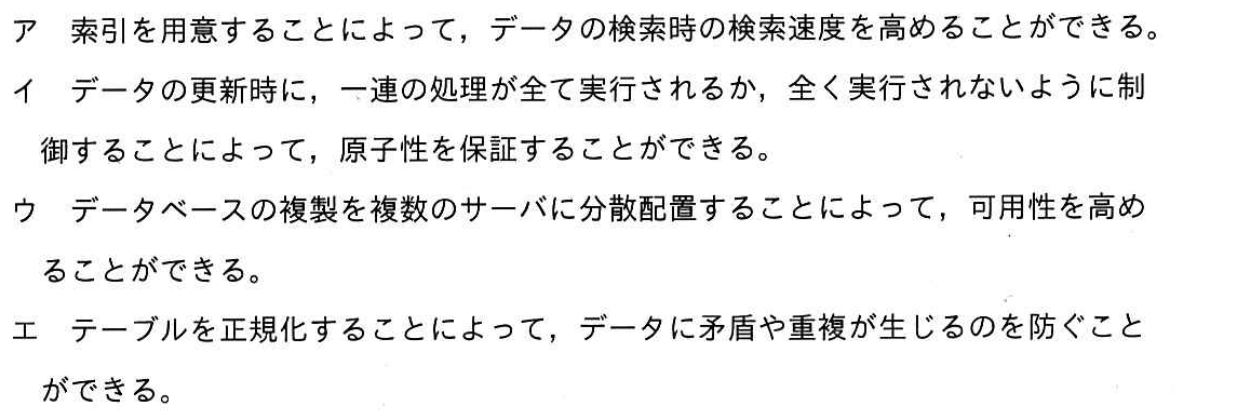 ア　索引を用意することによって，データの検索時の検索速度を高めることができる。
イ　データの更新時に，一連の処理が全て実行されるか，全く実行されないように制
御することによって，原子性を保証することができる。
ウ　データベースの複製を複数のサーバに分散配置することによって，可用性を高め
ることができる。
エ　テーブルを正規化することによって，データに矛盾や重複が生じるのを防ぐこと
ができる。